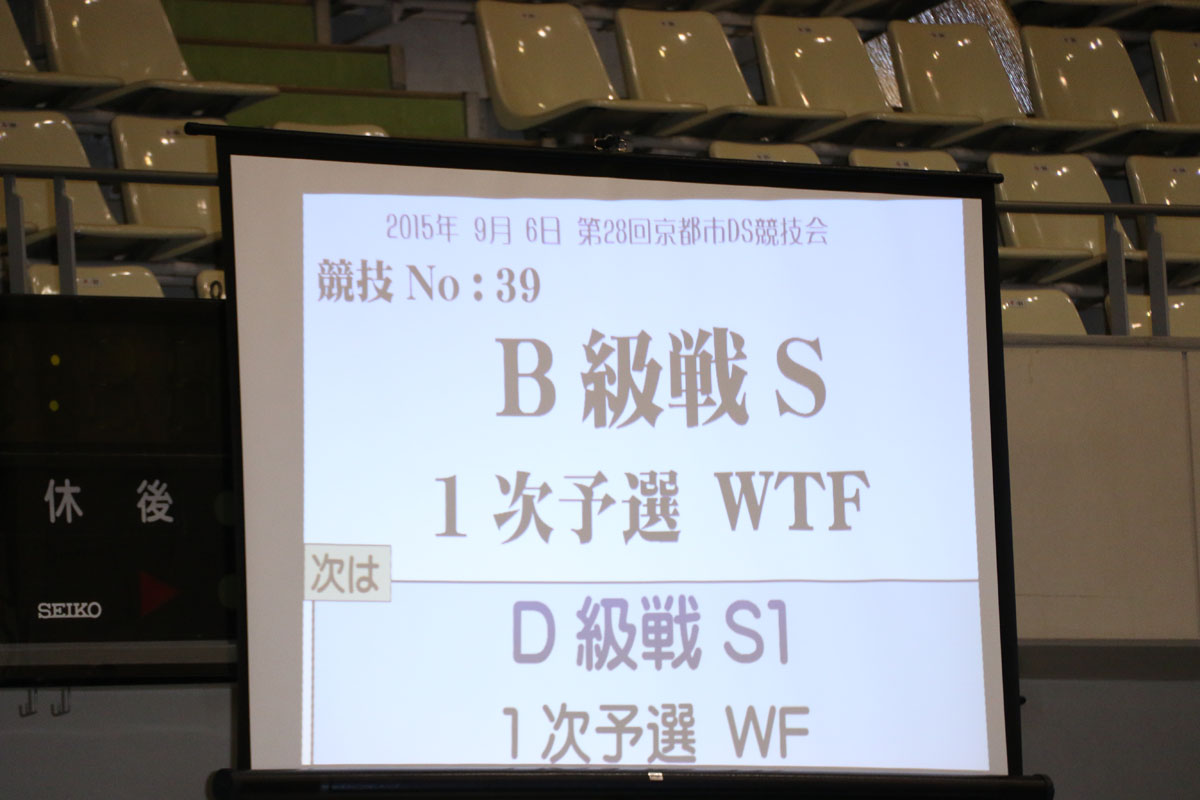 2015年 9月 6日 第28回京都市DS競技会
競技 No : 39
B 級戦 S
1 次予選 WTF
次は
D 級戦 S1
1 次予選 WF
休 後
SEIKO